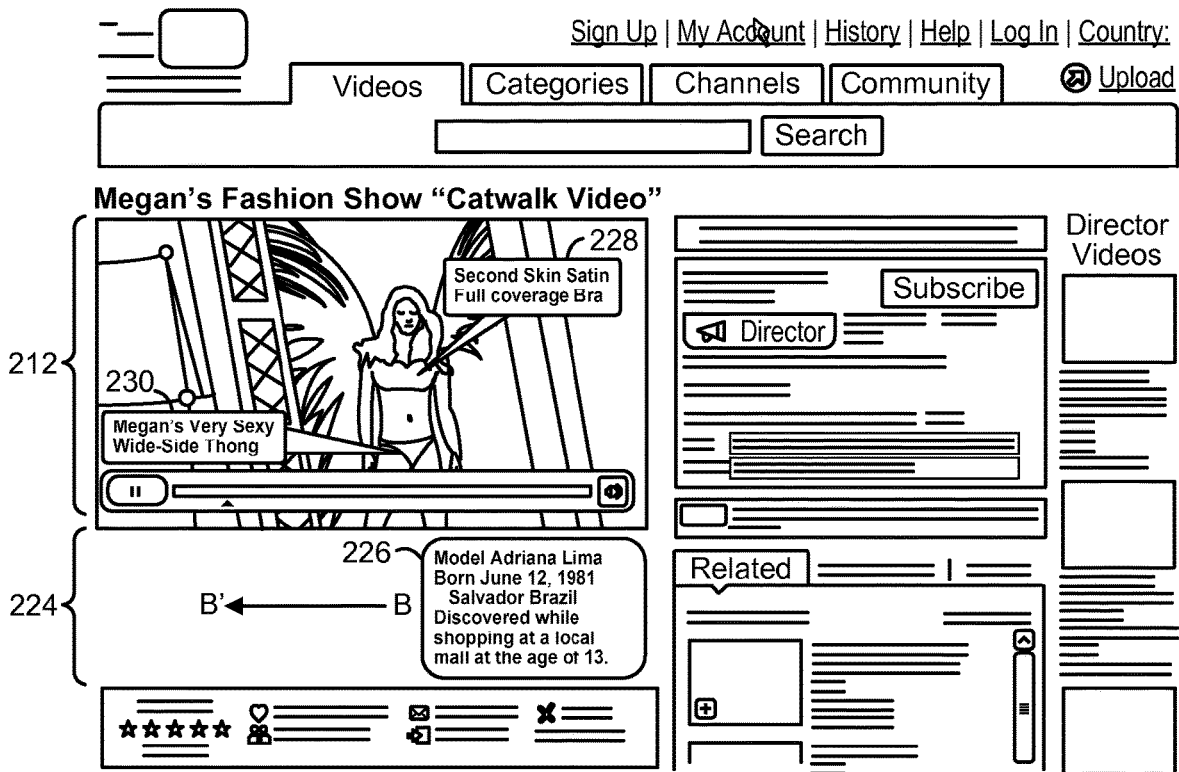 Sign Up | My Account | History | Help | Log In | Country:
Videos
Categories
Channels
Community
Upload
Search
Megan's Fashion Show “Catwalk Video”
228
Second Skin Satin
Full coverage Bra
212
230
Megan's Very Sexy
Wide-Side Thong
226
Model Adriana Lima
Born June 12, 1981
Salvador Brazil
Discovered while
shopping at a local
mall at the age of 13.
224
B' B
Subscribe
Director
Related
Director
Videos